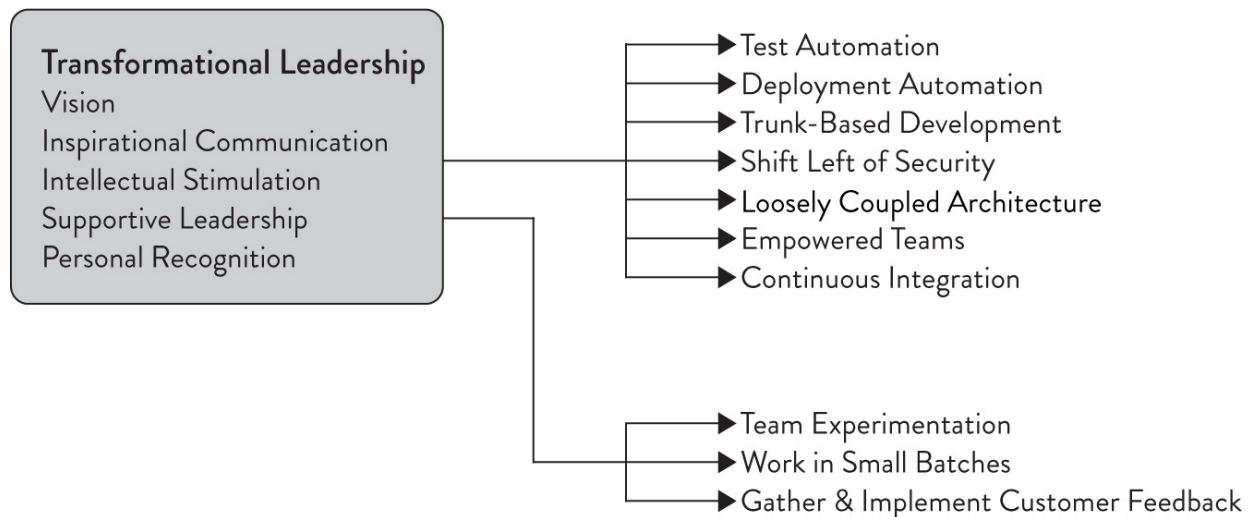 Transformational Leadership
Vision
Inspirational Communication
Intellectual Stimulation
Supportive Leadership
Personal Recognition
Test Automation
Deployment Automation
Trunk-Based Development
Shift Left of Security
Loosely Coupled Architecture
Empowered Teams
Continuous Integration
Team Experimentation
Work in Small Batches
Gather & Implement Customer Feedback